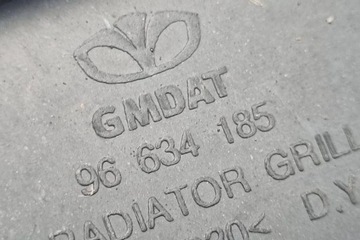 GMDAT
96 634 185
RADIATOR GRILL
D.Y